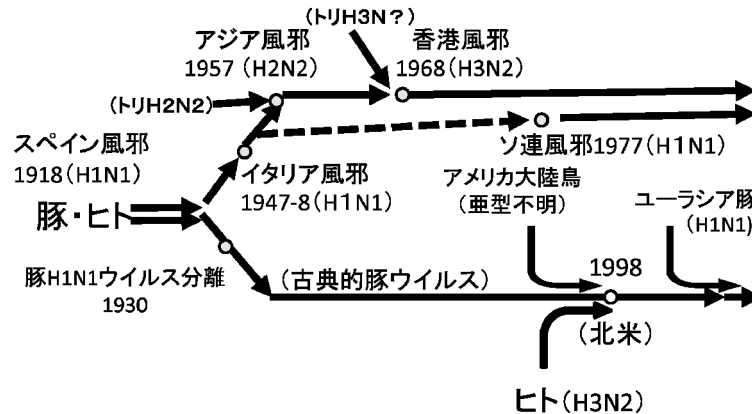 (トリH3N？)
アジア風邪
1957 (H2N2)
香港風邪
1968(H3N2)
(トリH2N2)
スペイン風邪
1918(H1N1)
イタリア風邪
1947-8(H1N1)
ソ連風邪1977(H1N1)
アメリカ大陸鳥
(亜型不明)
ユーラシア豚
(H1N1)
豚・ヒト
豚H1N1ウイルス分離
1930
(古典的豚ウイルス)
1998
(北米)
ヒト(H3N2)